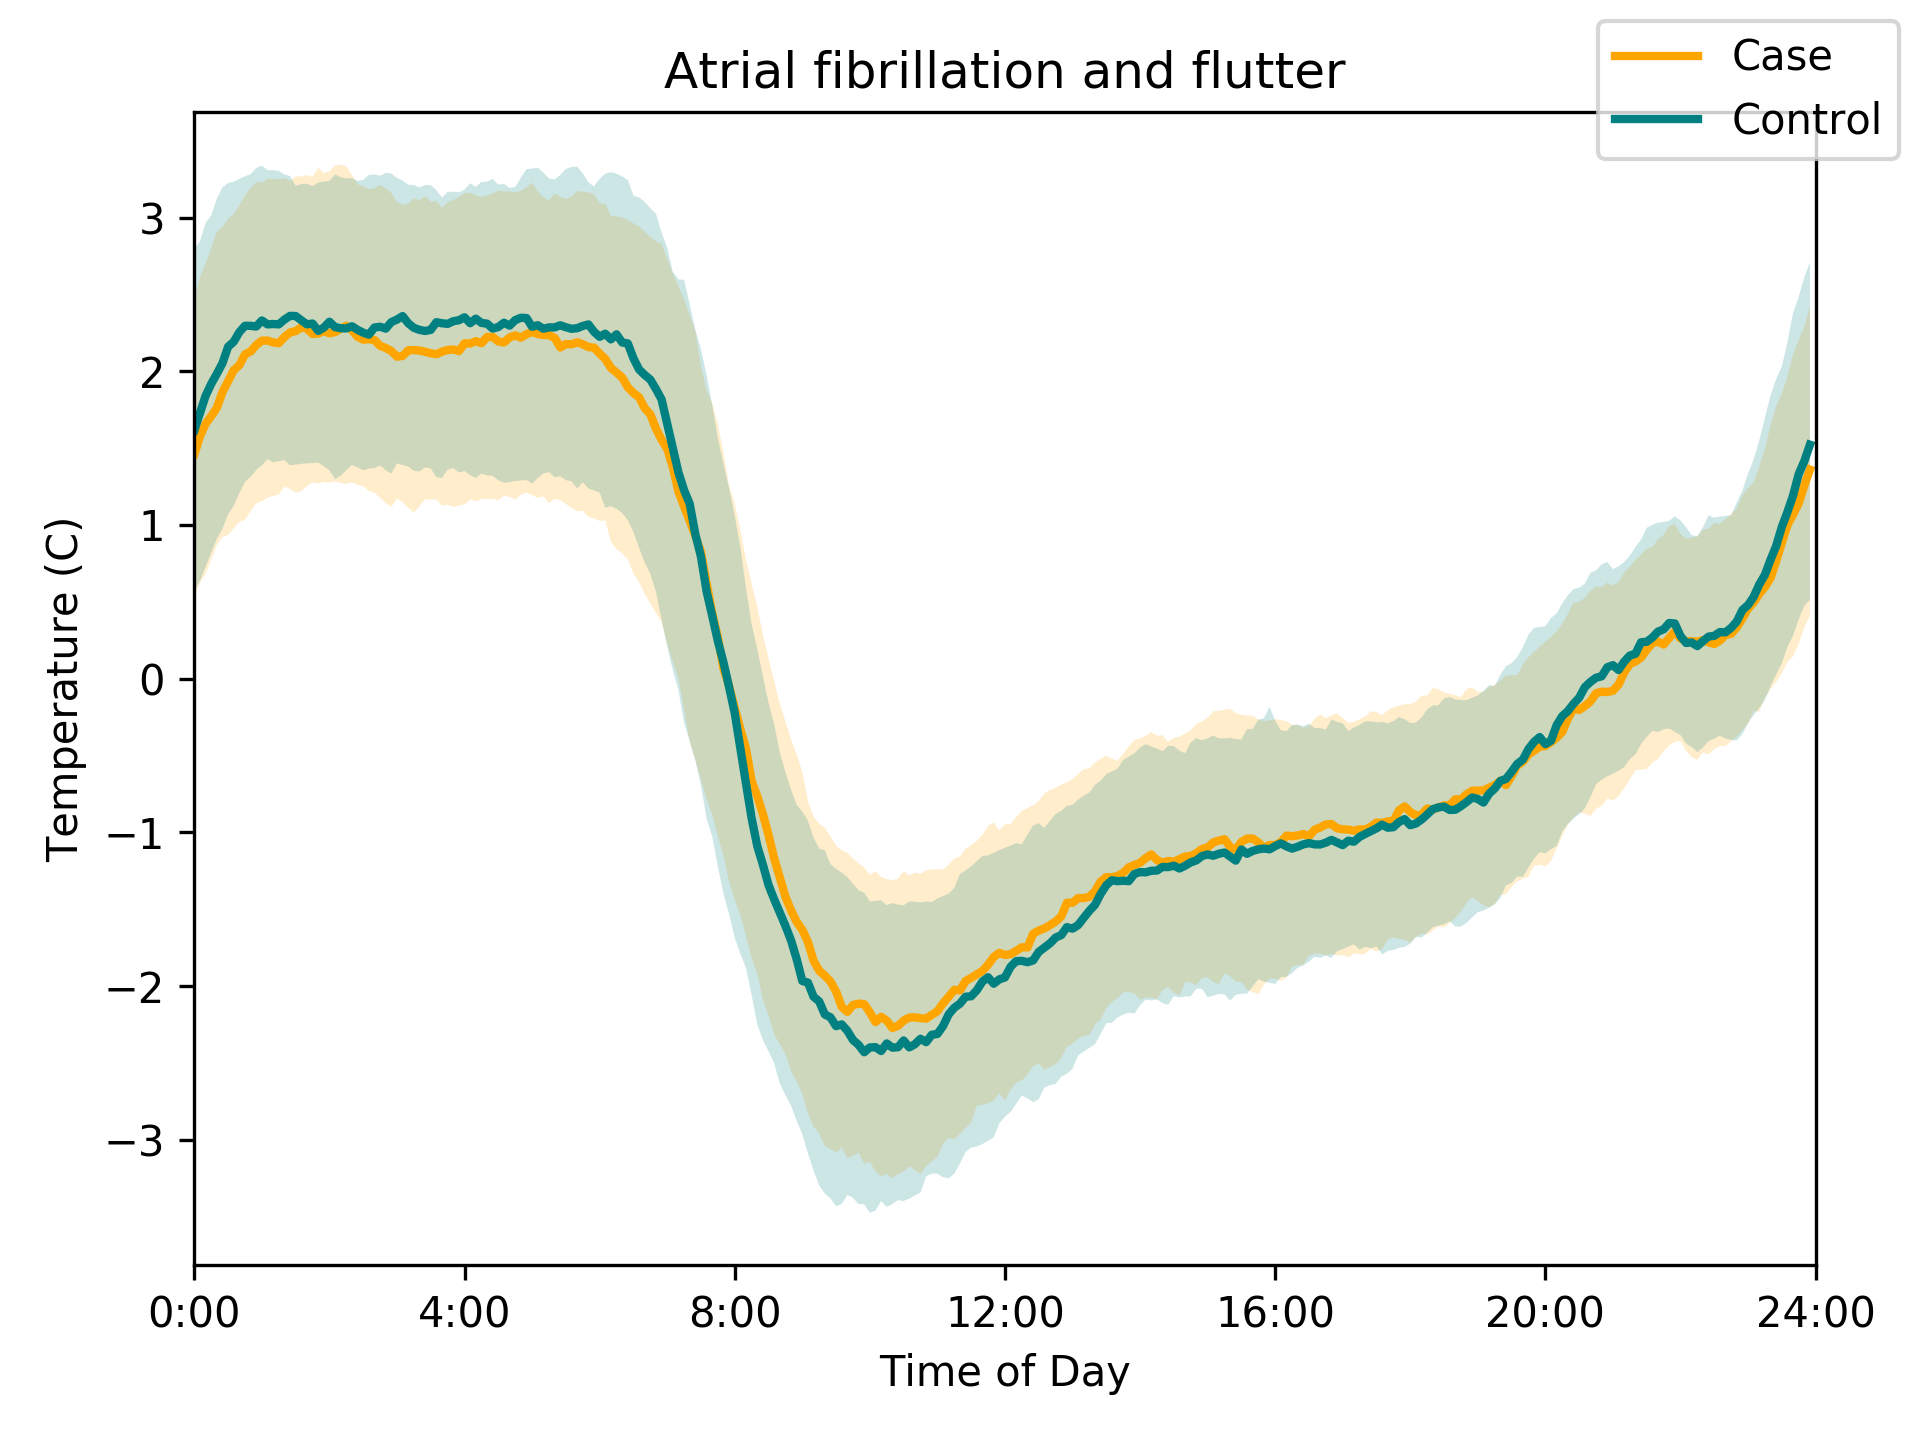 Atrial fibrillation and flutter
Case
Control
Temperature (C)
3
2
1
0
−1
−2
−3
0:00
4:00
8:00
12:00
16:00
20:00
24:00
Time of Day